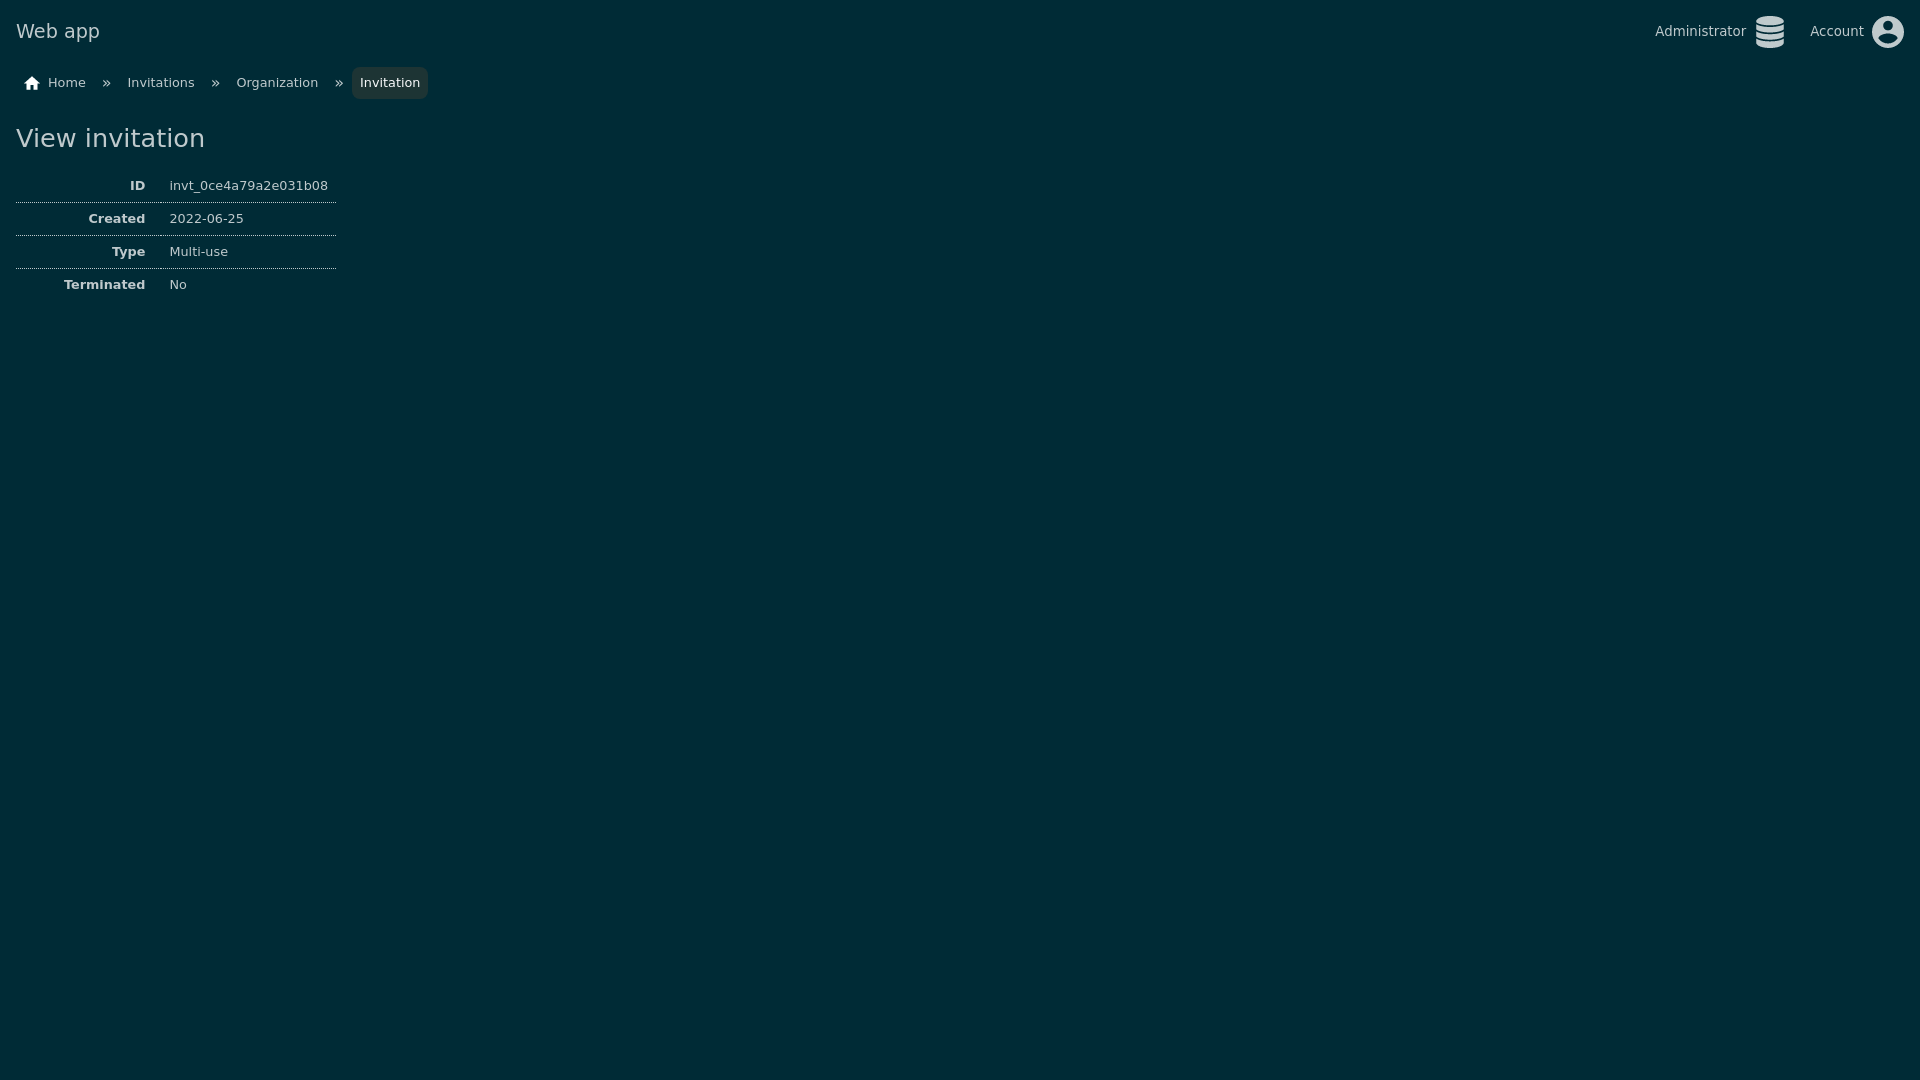 Web app
Administrator
Account
Home » Invitations » Organization » Invitation
View invitation
ID invt_0ce4a79a2e031b08
Created 2022-06-25
Type Multi-use
Terminated No